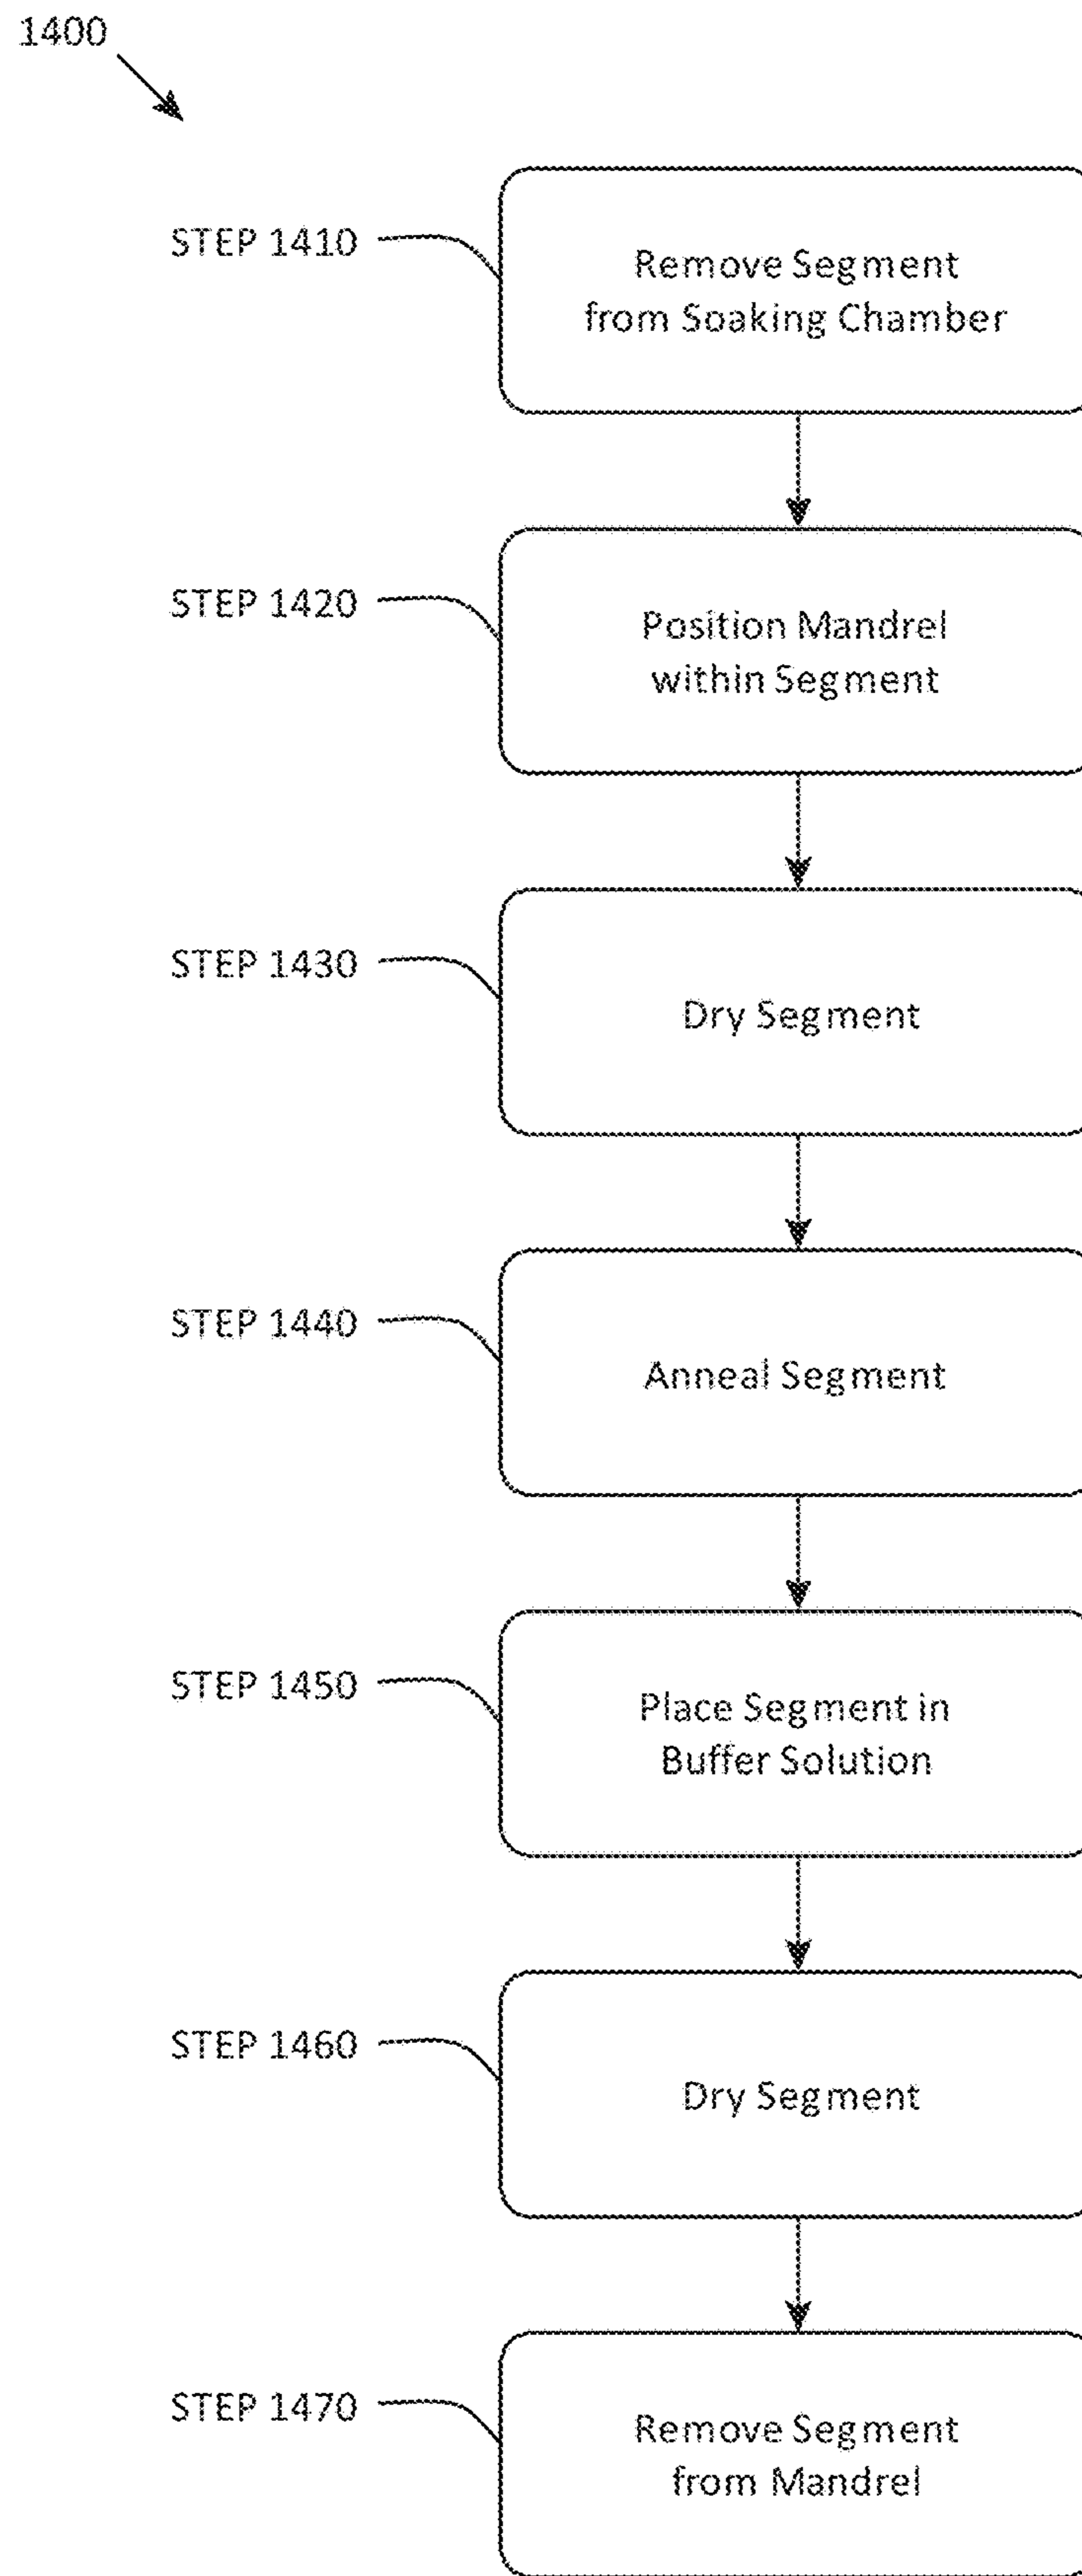 1400
STEP 1410
Remove Segment
from Soaking Chamber
STEP 1420
Position Mandrel
within Segment
STEP 1430
Dry Segment
STEP 1440
Anneal Segment
STEP 1450
Place Segment in
Buffer Solution
STEP 1460
Dry Segment
STEP 1470
Remove Segment
from Mandrel